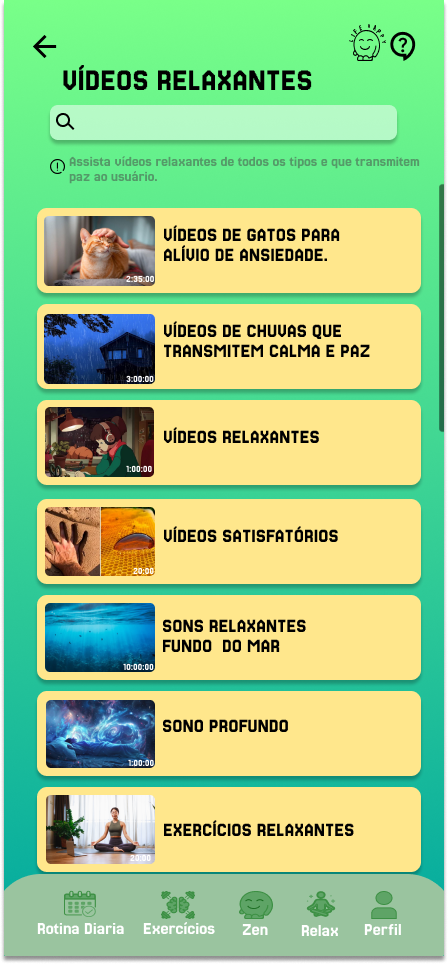 LIFE HAPPY
VÍDEOS RELAXANTES
Assista vídeos relaxantes de todos os tipos e que transmitem
paz ao usuário.
2:35:00
VÍDEOS DE GATOS PARA
ALÍVIO DE ANSIEDADE.
3:00:00
VÍDEOS DE CHUVAS QUE
TRANSMITEM CALMA E PAZ
1:00:00
VÍDEOS RELAXANTES
20:00
VÍDEOS SATISFATÓRIOS
10:00:00
SONS RELAXANTES
FUNDO DO MAR
1:00:00
SONO PROFUNDO
20:00
EXERCÍCIOS RELAXANTES
Rotina Diaria
Exercícios
Zen
Relax
Perfil